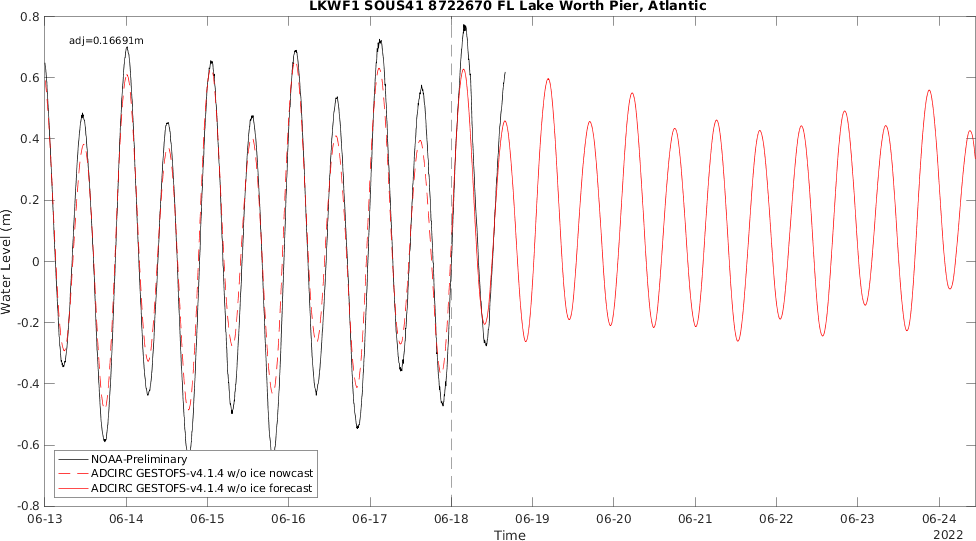 LKWF1 SOUS41 8722670 FL Lake Worth Pier, Atlantic
adj=0.16691m
0.8
0.6
0.4
0.2
0
-0.2
-0.4
-0.6
-0.8
Water Level (m)
NOAA-Preliminary
ADCIRC GESTOFS-v4.1.4 w/o ice nowcast
ADCIRC GESTOFS-v4.1.4 w/o ice forecast
06-13 06-14 06-15 06-16 06-17 06-18 06-19 06-20 06-21 06-22 06-23 06-24
Time
2022